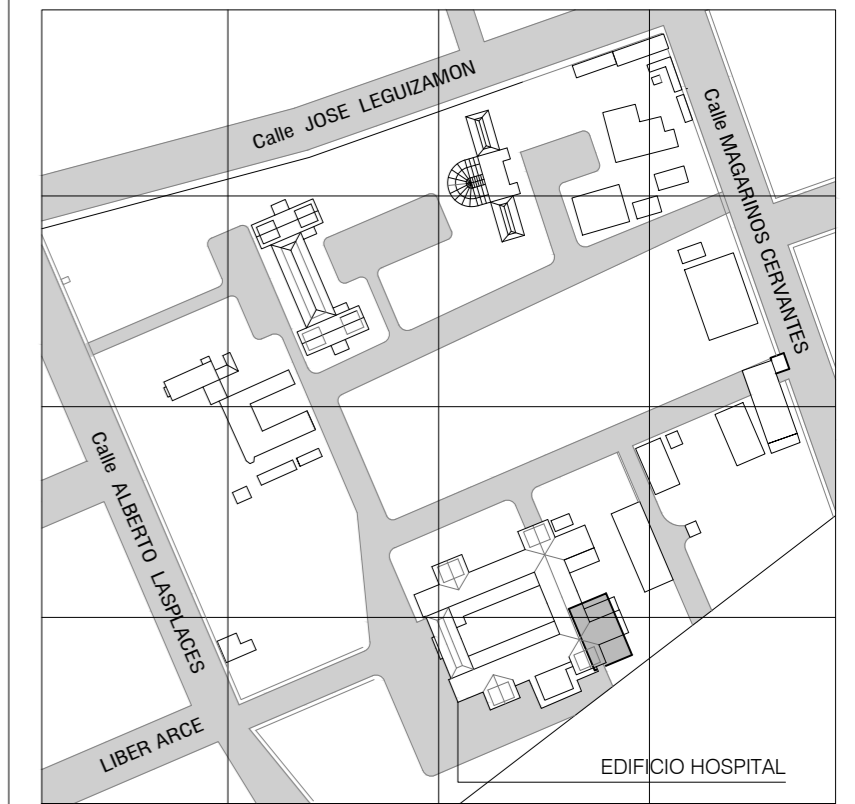 Calle JOSE LEGUIZAMON
Calle MAGARINOS CERVANTES
Calle ALBERTO LASPLACES
LIBER ARCE
EDIFICIO HOSPITAL